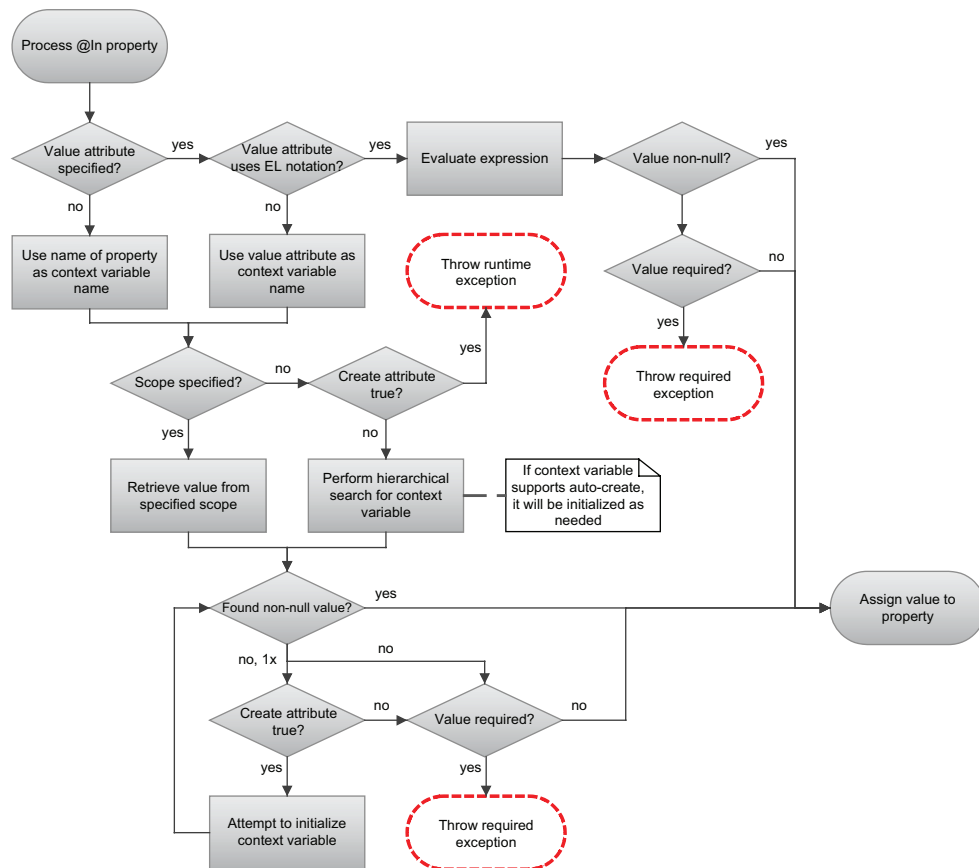 Process @In property
Value attribute
specified?
yes
Value attribute
uses EL notation?
yes
Evaluate expression
Value non-null?
yes
no
no
Use name of property
as context variable
name
Use value attribute as
context variable
name
Throw runtime
exception
Value required?
no
yes
yes
Throw required
exception
Scope specified?
no
Create attribute
true?
yes
no
Retrieve value from
specified scope
Perform hierarchical
search for context
variable
If context variable
supports auto-create,
it will be initialized as
needed
Found non-null value?
yes
Assign value to
property
no, 1x
no
Create attribute
true?
no
Value required?
no
yes
yes
Attempt to initialize
context variable
Throw required
exception